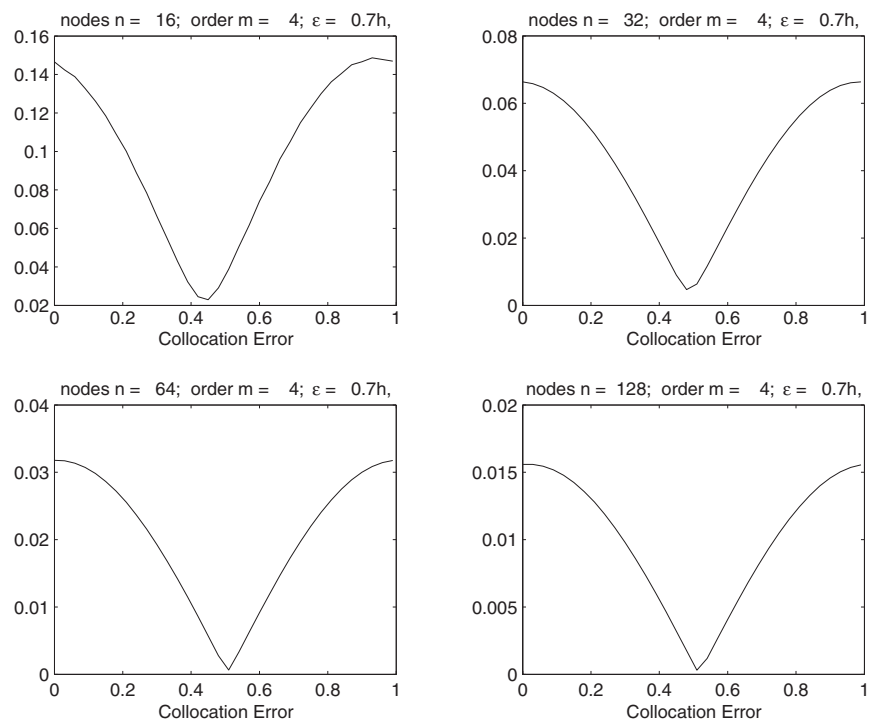 nodes n = 16; order m = 4; ε = 0.7h,
0.16
0.14
0.12
0.1
0.08
0.06
0.04
0.02
0 0.2 0.4 0.6 0.8 1
Collocation Error
nodes n = 32; order m = 4; ε = 0.7h,
0.08
0.06
0.04
0.02
0
0 0.2 0.4 0.6 0.8 1
Collocation Error
nodes n = 64; order m = 4; ε = 0.7h,
0.04
0.03
0.02
0.01
0
0 0.2 0.4 0.6 0.8 1
Collocation Error
nodes n = 128; order m = 4; ε = 0.7h,
0.02
0.015
0.01
0.005
0
0 0.2 0.4 0.6 0.8 1
Collocation Error